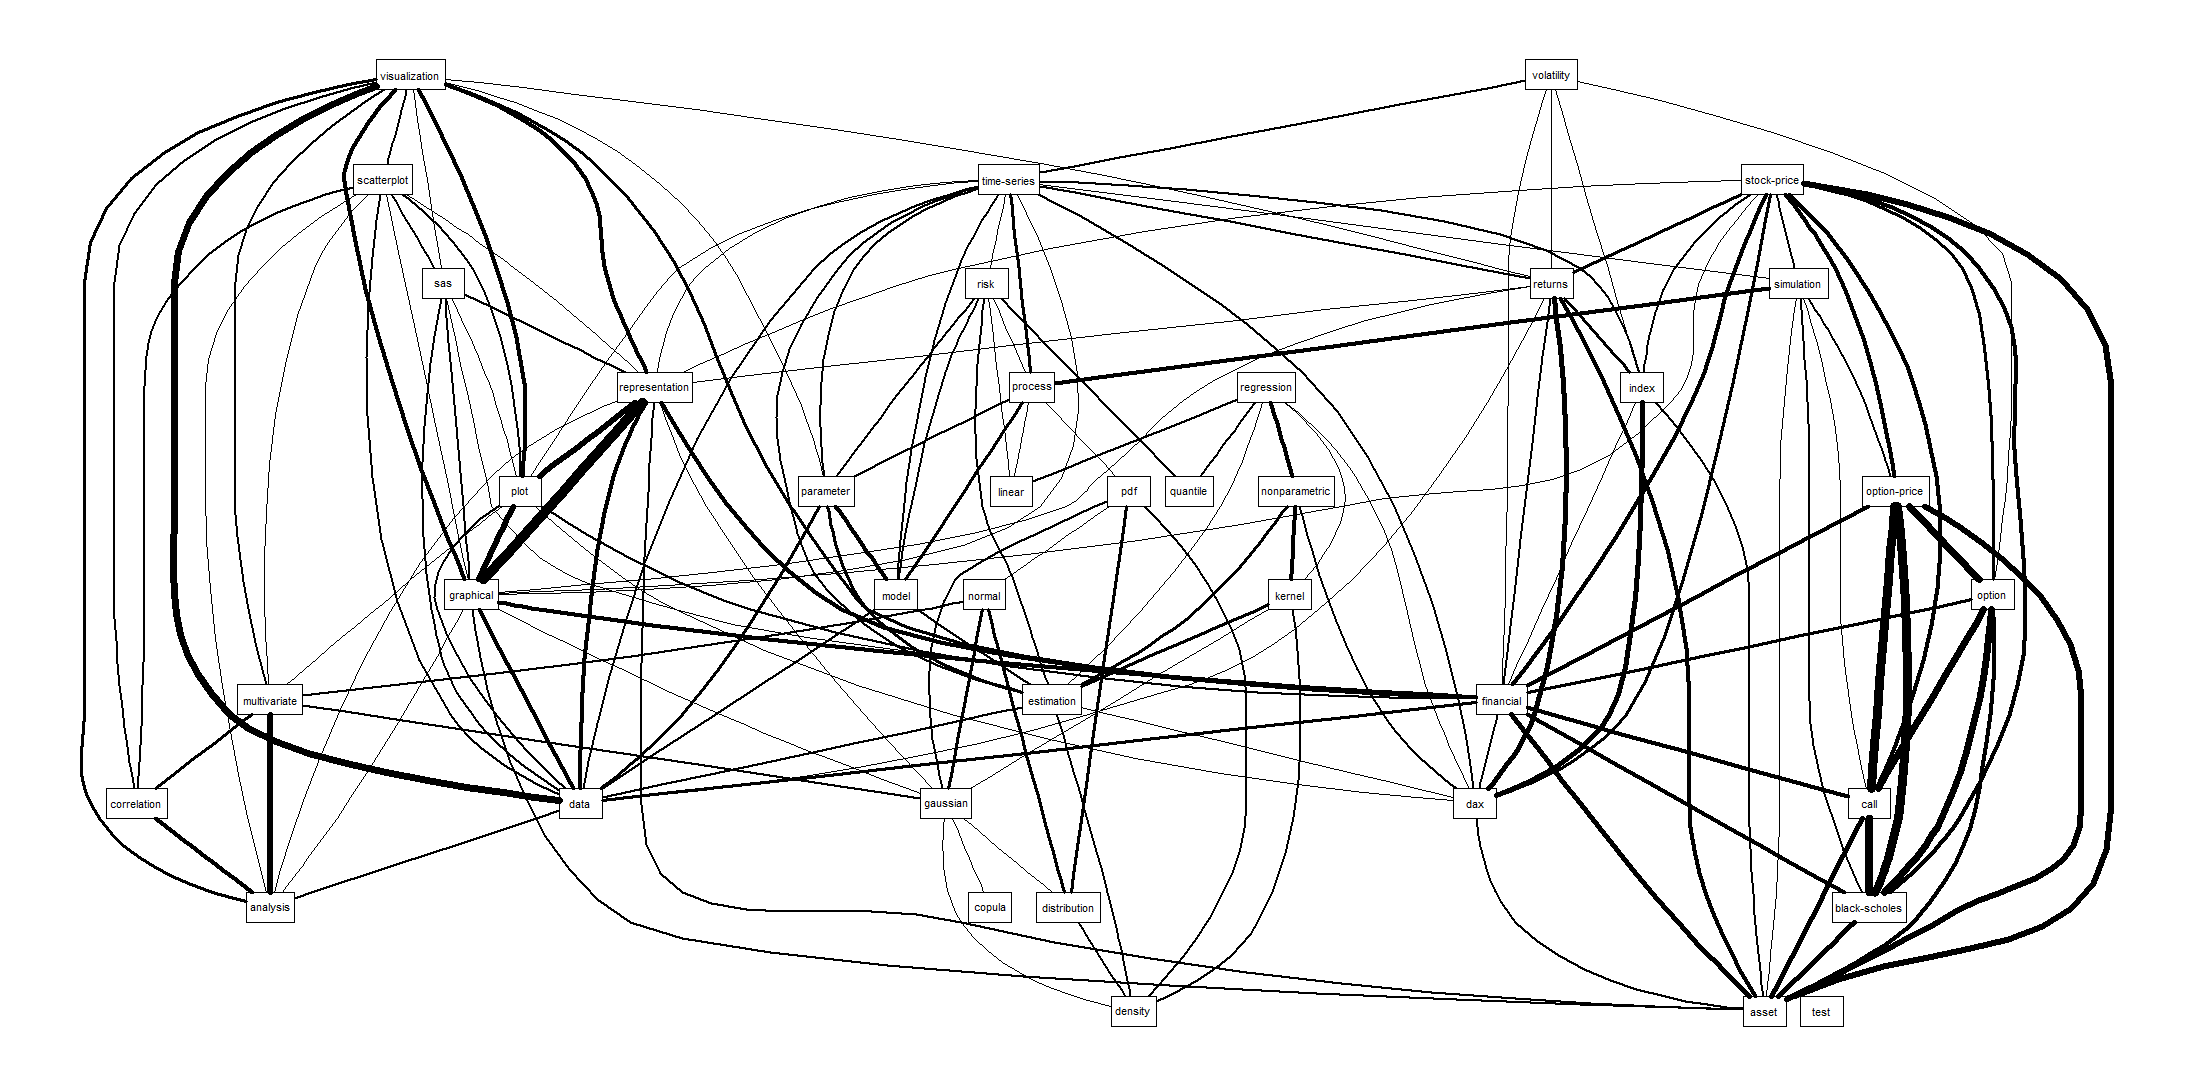 visualization
volatility
scatterplot
time-series
stock-price
sas
risk
returns
simulation
representation
process
regression
index
plot
parameter
linear
pdf
quantile
nonparametric
option-price
graphical
model
normal
kernel
option
multivariate
estimation
financial
correlation
data
gaussian
dax
call
analysis
copula
distribution
black-scholes
density
asset
test